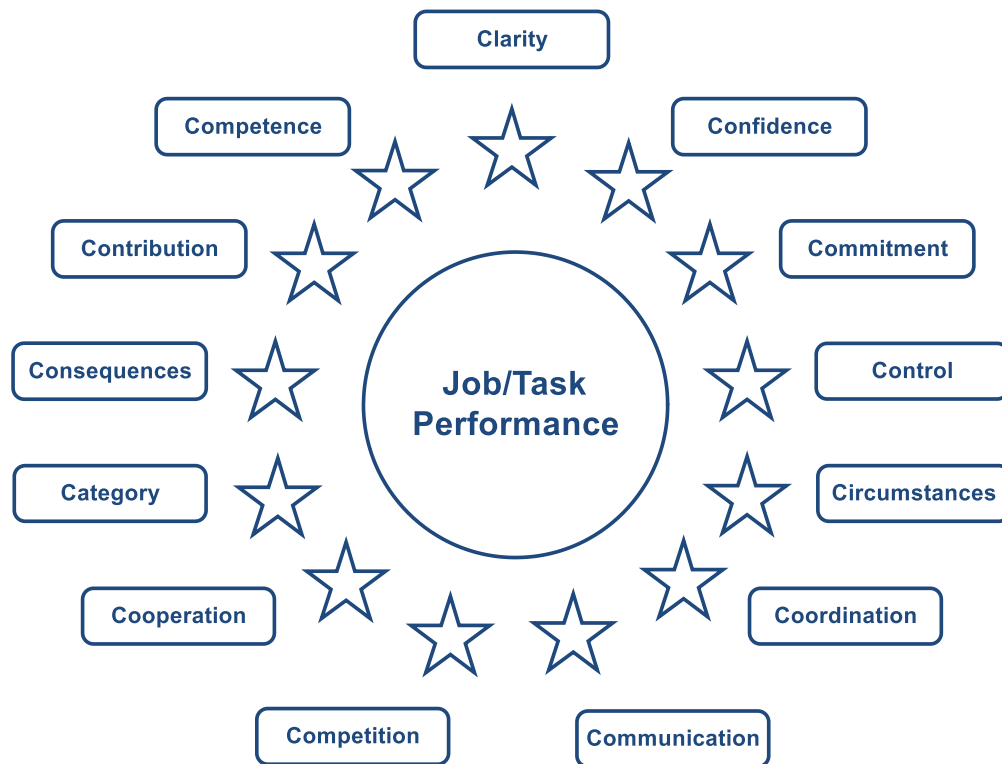 Clarity
Competence
Confidence
Contribution
Commitment
Consequences
Control
Job/Task
Performance
Category
Circumstances
Cooperation
Coordination
Competition
Communication